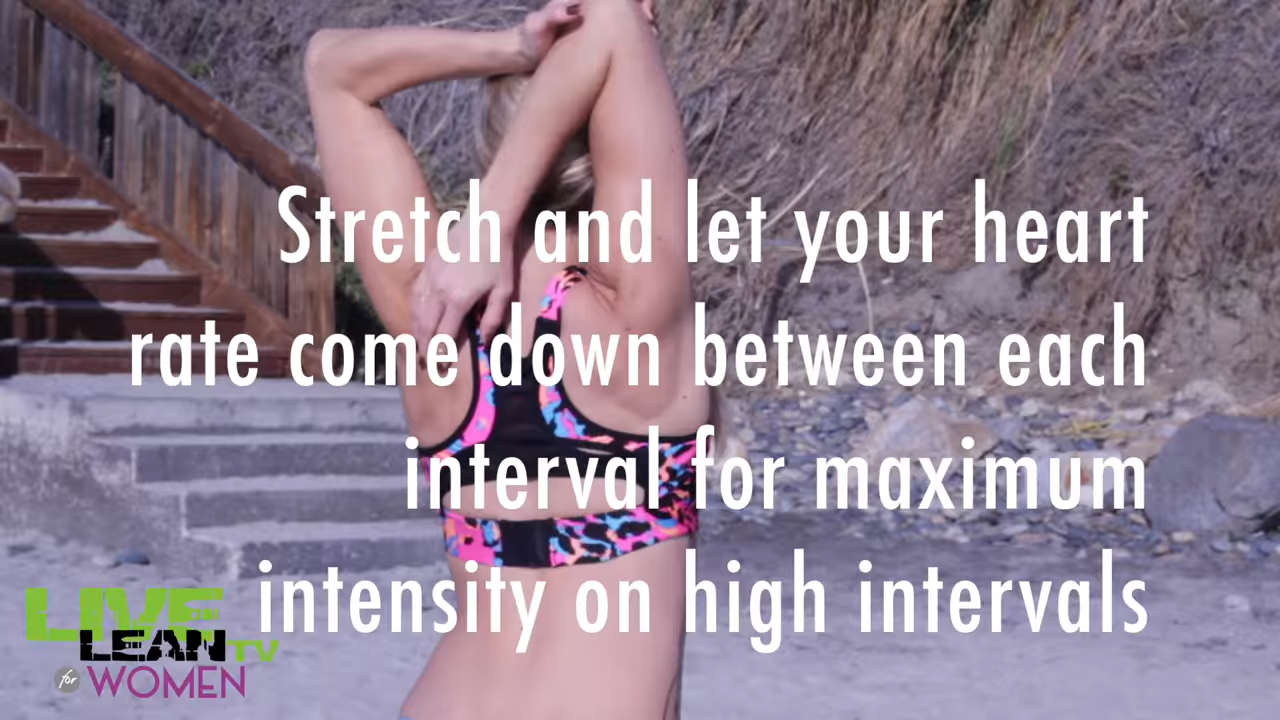 Stretch and let your heart
rate come down between each
interval for maximum
intensity on high intervals
LIVE
LEAN TV
for WOMEN